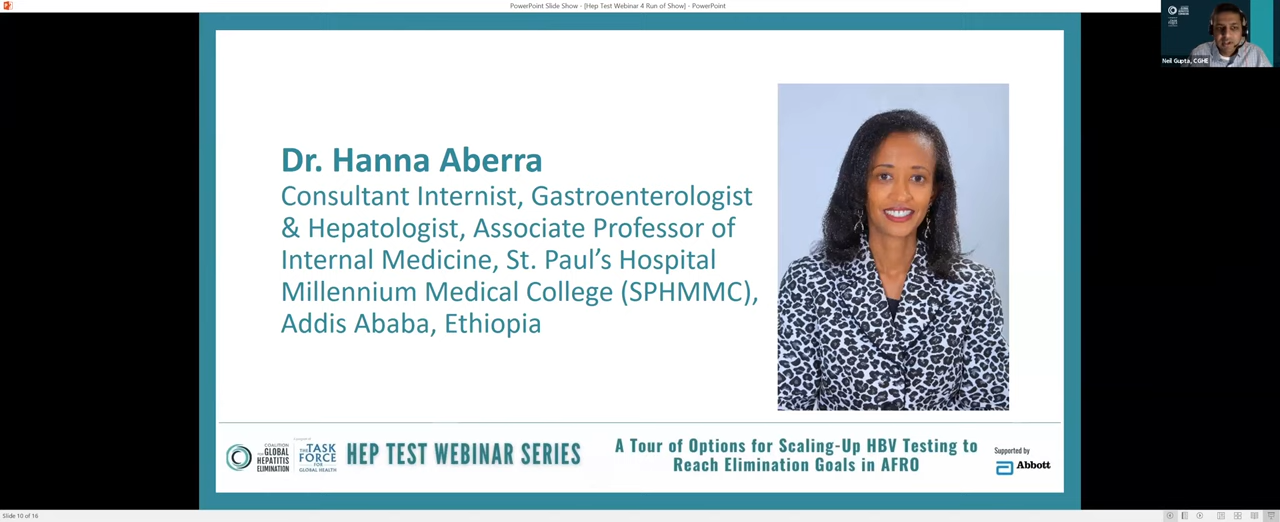 PowerPoint Slide Show - [Hep Test Webinar 4 Run of Show] - PowerPoint
Neil Gupta, CGHE
Dr. Hanna Aberra
Consultant Internist, Gastroenterologist
& Hepatologist, Associate Professor of
Internal Medicine, St. Paul’s Hospital
Millennium Medical College (SPHMMC),
Addis Ababa, Ethiopia
COALITION
FOR GLOBAL
HEPATITIS
ELIMINATION
The TASK
FORCE
FOR
GLOBAL HEALTH
HEP TEST WEBINAR SERIES
A Tour of Options for Scaling-Up HBV Testing to
Reach Elimination Goals in AFRO
Supported by
Abbott
Slide 10 of 16